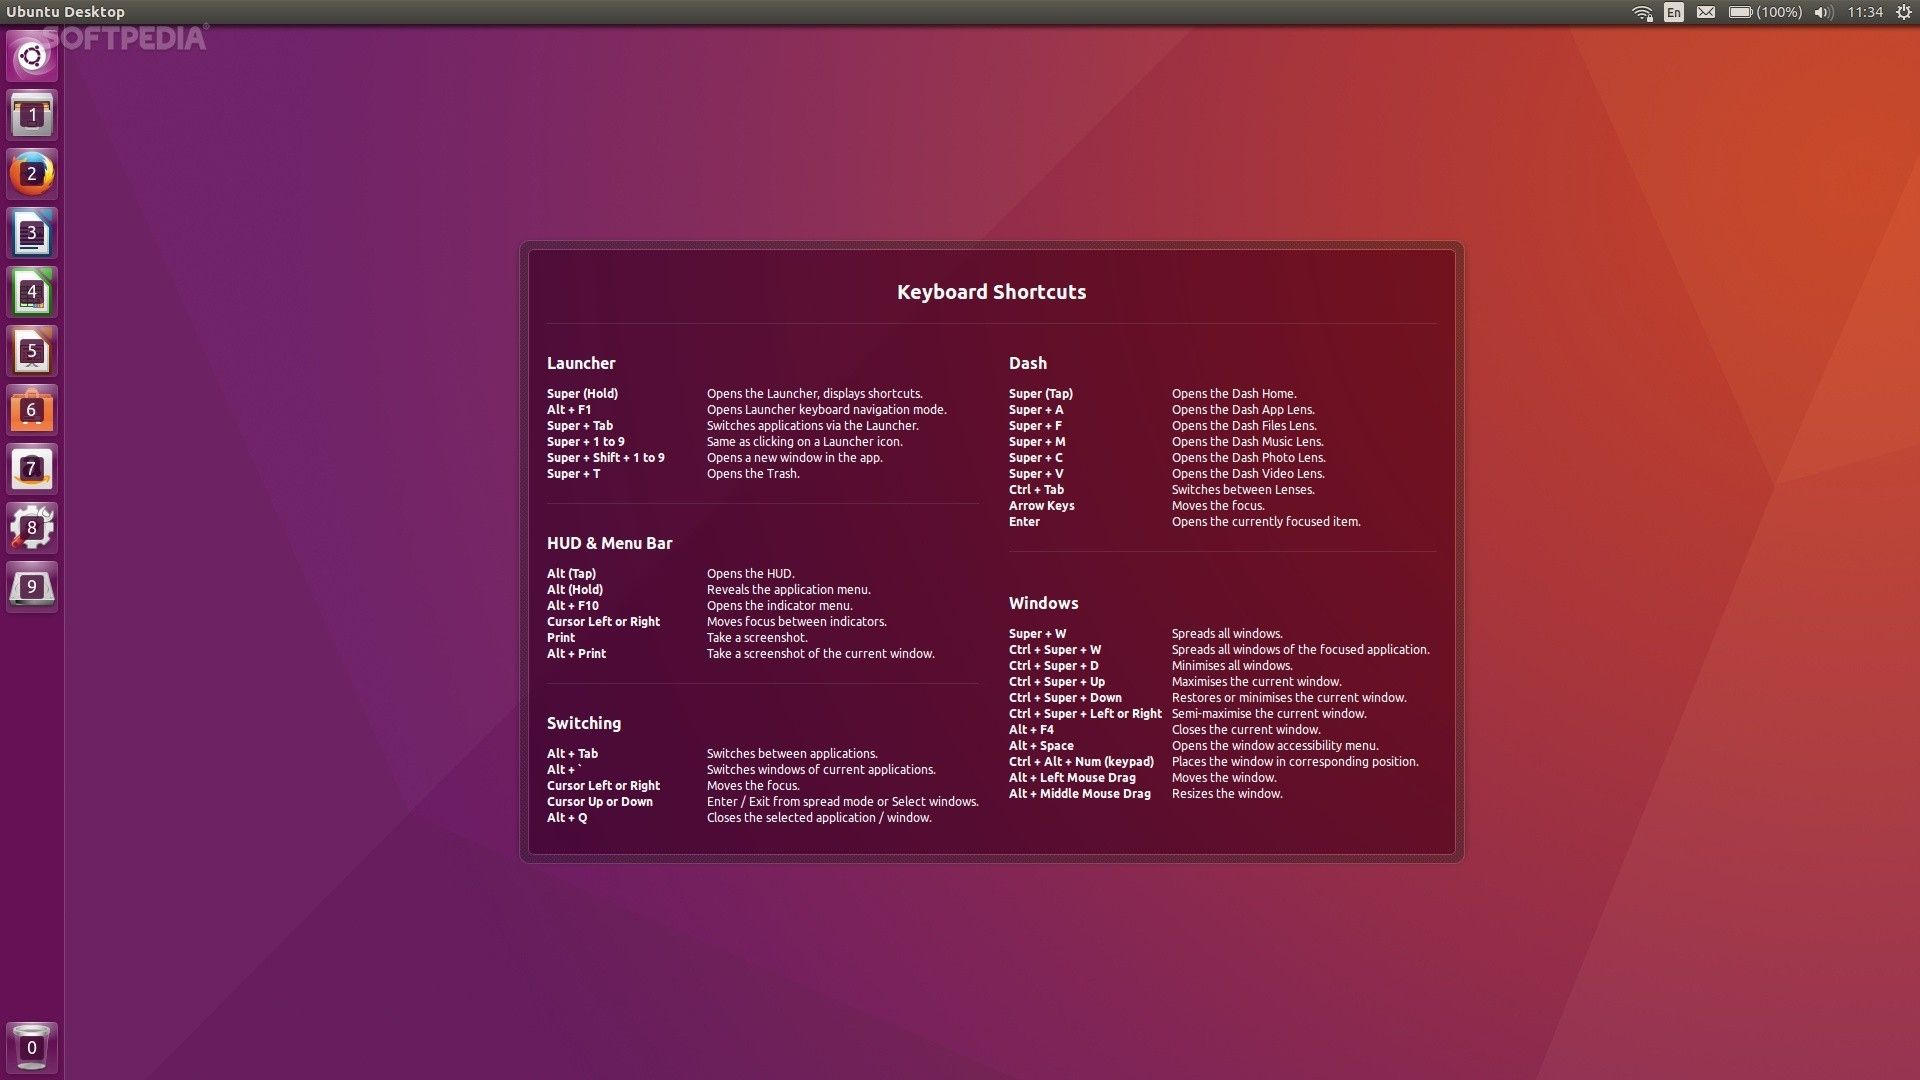 Ubuntu Desktop
En
(100%)
11:34
SOFTPEDIA®
1
2
3
4
5
6
7
8
9
0
Keyboard Shortcuts
Launcher
Super (Hold) Opens the Launcher, displays shortcuts.
Alt + F1 Opens Launcher keyboard navigation mode.
Super + Tab Switches applications via the Launcher.
Super + 1 to 9 Same as clicking on a Launcher icon.
Super + Shift + 1 to 9 Opens a new window in the app.
Super + T Opens the Trash.
HUD & Menu Bar
Alt (Tap) Opens the HUD.
Alt (Hold) Reveals the application menu.
Alt + F10 Opens the indicator menu.
Cursor Left or Right Moves focus between indicators.
Print Take a screenshot.
Alt + Print Take a screenshot of the current window.
Switching
Alt + Tab Switches between applications.
Alt + ` Switches windows of current applications.
Cursor Left or Right Moves the focus.
Cursor Up or Down Enter / Exit from spread mode or Select windows.
Alt + Q Closes the selected application / window.
Dash
Super (Tap) Opens the Dash Home.
Super + A Opens the Dash App Lens.
Super + F Opens the Dash Files Lens.
Super + M Opens the Dash Music Lens.
Super + C Opens the Dash Photo Lens.
Super + V Opens the Dash Video Lens.
Ctrl + Tab Switches between Lenses.
Arrow Keys Moves the focus.
Enter Opens the currently focused item.
Windows
Super + W Spreads all windows.
Ctrl + Super + W Spreads all windows of the focused application.
Ctrl + Super + D Minimises all windows.
Ctrl + Super + Up Maximises the current window.
Ctrl + Super + Down Restores or minimises the current window.
Ctrl + Super + Left or Right Semi-maximise the current window.
Alt + F4 Closes the current window.
Alt + Space Opens the window accessibility menu.
Ctrl + Alt + Num (keypad) Places the window in corresponding position.
Alt + Left Mouse Drag Moves the window.
Alt + Middle Mouse Drag Resizes the window.